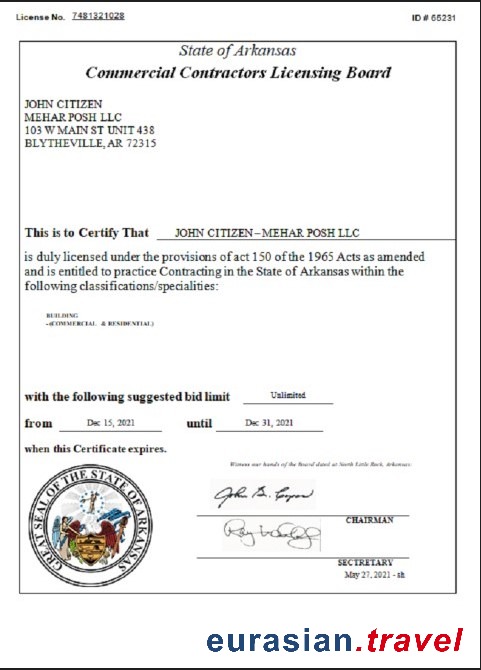 License No. 7481321028
ID # 65231
State of Arkansas
Commercial Contractors Licensing Board
JOHN CITIZEN
MEHAR POSH LLC
103 W MAIN ST UNIT 438
BLYTHEVILLE, AR 72315
This is to Certify That JOHN CITIZEN – MEHAR POSH LLC
is duly licensed under the provisions of act 150 of the 1965 Acts as amended
and is entitled to practice Contracting in the State of Arkansas within the
following classifications/specialities:
BUILDING
-(COMMERCIAL & RESIDENTIAL)
with the following suggested bid limit Unlimited
from Dec 15, 2021 until Dec 31, 2021
when this Certificate expires.
Witness our hands of the Board dated at North Little Rock, Arkansas:
GREAT SEAL OF THE STATE OF ARKANSAS
CHAIRMAN
SECRETARY
May 27, 2021 - sh
eurasian.travel